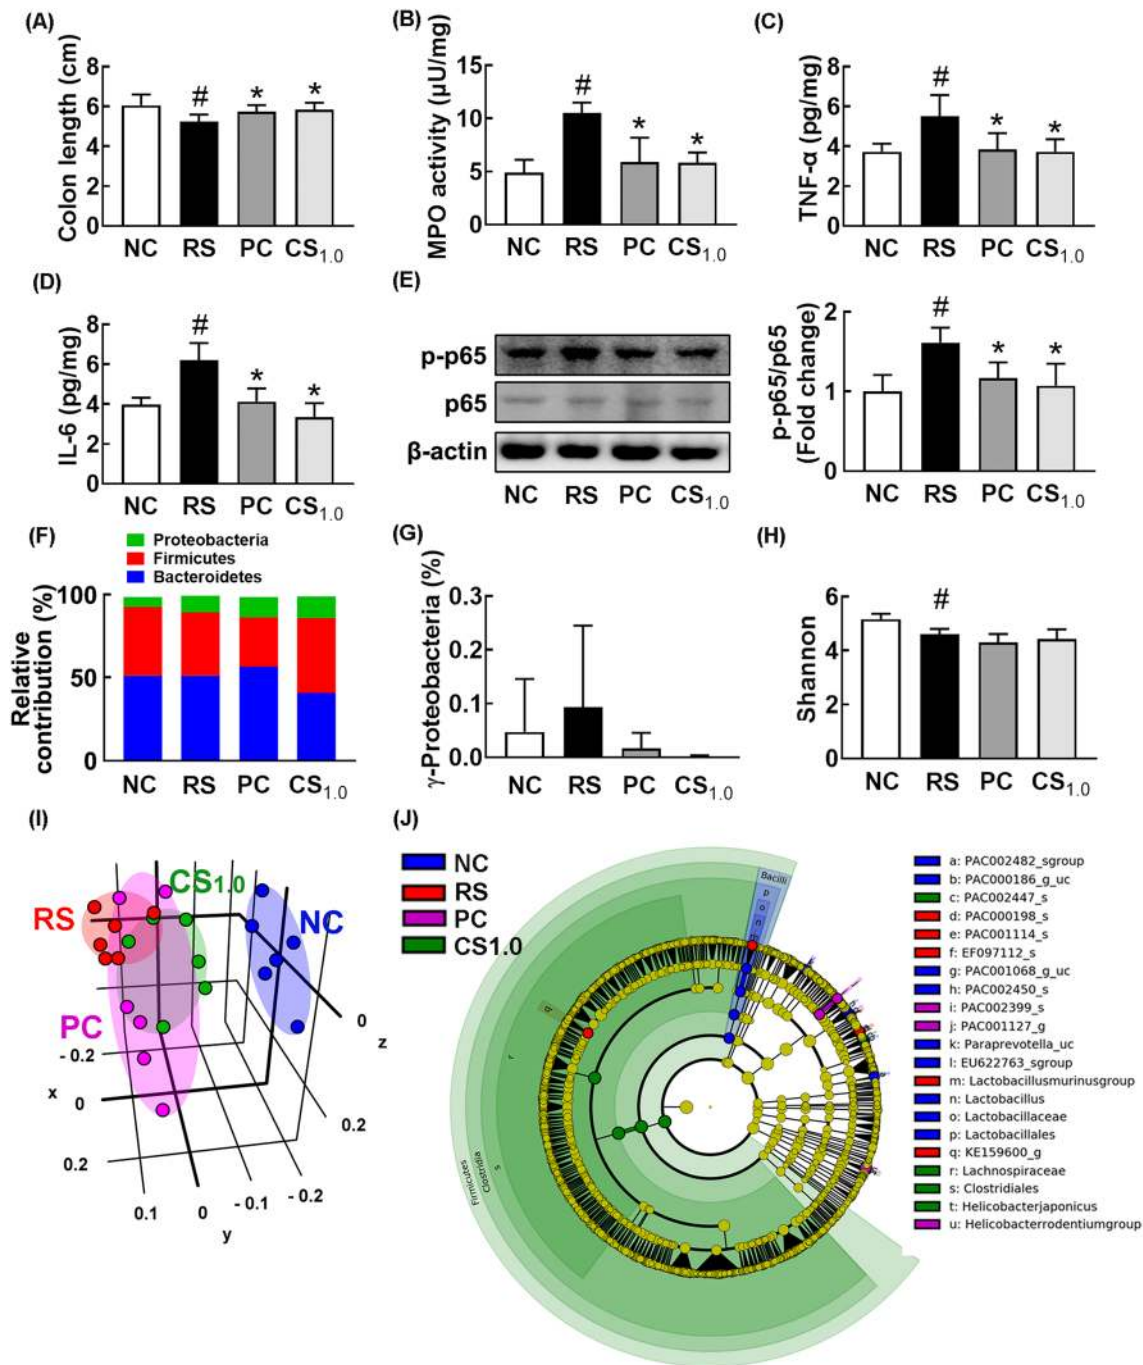 (A)
Colon length (cm)
8
6
4
2
0
#
*
*
NC RS PC CS1.0
(B)
MPO activity (µU/mg)
15
10
5
0
#
*
*
NC RS PC CS1.0
(C)
TNF-α (pg/mg)
8
6
4
2
0
#
*
*
NC RS PC CS1.0
(D)
IL-6 (pg/mg)
8
6
4
2
0
#
*
*
NC RS PC CS1.0
(E)
p-p65
p65
β-actin
NC RS PC CS1.0
p-p65/p65
(Fold change)
2
1
0
#
*
*
NC RS PC CS1.0
(F)
Proteobacteria
Firmicutes
Bacteroidetes
Relative
contribution (%)
100
50
0
NC RS PC CS1.0
(G)
γ-Proteobacteria (%)
0.3
0.2
0.1
0.0
NC RS PC CS1.0
(H)
Shannon
8
6
4
2
0
#
NC RS PC CS1.0
(I)
RS
CS1.0
NC
PC
- 0.2
x
0
0.2
0.1
0
- 0.1
- 0.2
y
0
z
0.2
(J)
NC
RS
PC
CS1.0
Bacilli
p
o
n
q
r
s
Clostridia
Firmicutes
a: PAC002482_sgroup
b: PAC000186_g_uc
c: PAC002447_s
d: PAC000198_s
e: PAC001114_s
f: EF097112_s
g: PAC001068_g_uc
h: PAC002450_s
i: PAC002399_s
j: PAC001127_g
k: Paraprevotella_uc
l: EU622763_sgroup
m: Lactobacillusmurinusgroup
n: Lactobacillus
o: Lactobacillaceae
p: Lactobacillales
q: KE159600_g
r: Lachnospiraceae
s: Clostridiales
t: Helicobacterjaponicus
u: Helicobacterrodentiumgroup